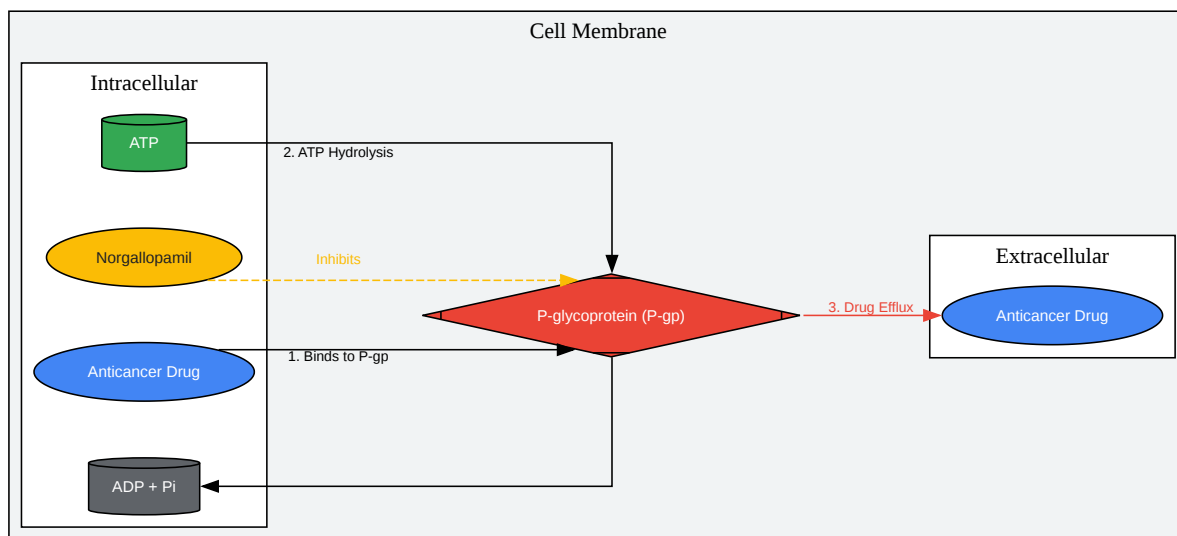 Cell Membrane
Intracellular
ATP
2. ATP Hydrolysis
Norgallopamil
Inhibits
Extracellular
P-glycoprotein (P-gp)
3. Drug Efflux
Anticancer Drug
1. Binds to P-gp
Anticancer Drug
ADP + Pi